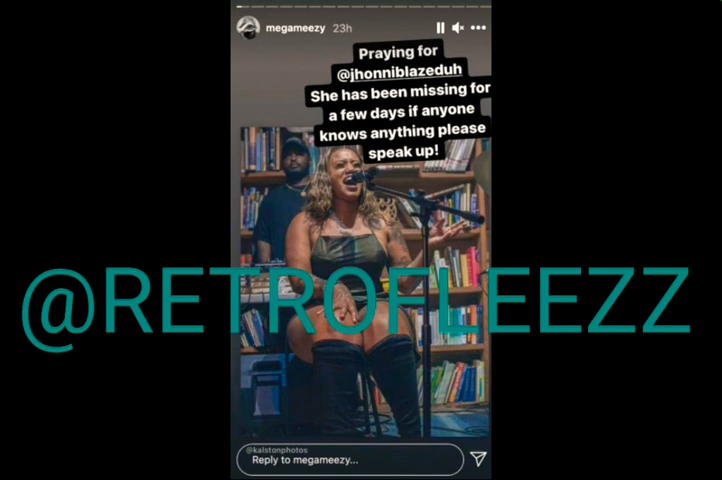 megameezy 23h
Praying for
@jhonniblazeduh
She has been missing for
a few days if anyone
knows anything please
speak up!
@RETROFLEEZZ
@kalstonphotos
Reply to megameezy...